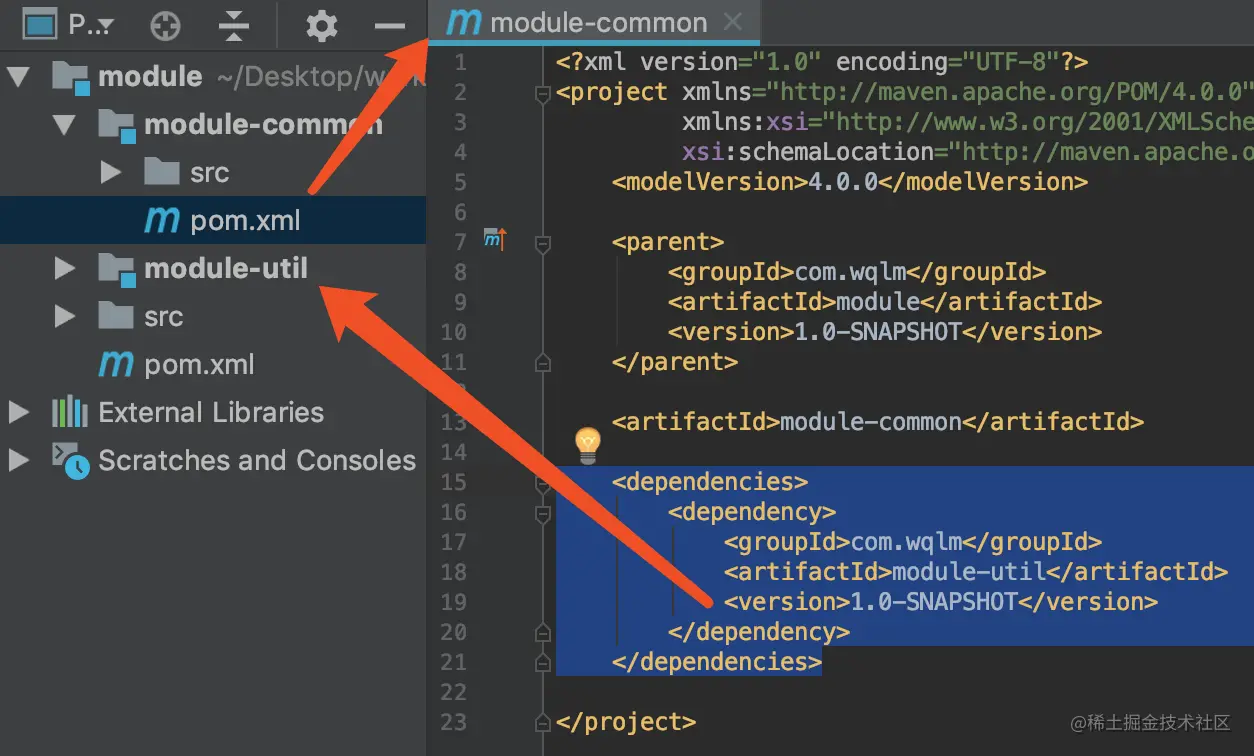 P...
module ~/Desktop/w
module-common
src
pom.xml
module-util
src
pom.xml
External Libraries
Scratches and Consoles
module-common
1 <?xml version="1.0" encoding="UTF-8"?>
2 <project xmlns="http://maven.apache.org/POM/4.0.0"
3 xmlns:xsi="http://www.w3.org/2001/XMLSche
4 xsi:schemaLocation="http://maven.apache.o
5 <modelVersion>4.0.0</modelVersion>
6
7 <parent>
8 <groupId>com.wqlm</groupId>
9 <artifactId>module</artifactId>
10 <version>1.0-SNAPSHOT</version>
11 </parent>
13 <artifactId>module-common</artifactId>
14
15 <dependencies>
16 <dependency>
17 <groupId>com.wqlm</groupId>
18 <artifactId>module-util</artifactId>
19 <version>1.0-SNAPSHOT</version>
20 </dependency>
21 </dependencies>
22
23 </project>
@稀土掘金技术社区